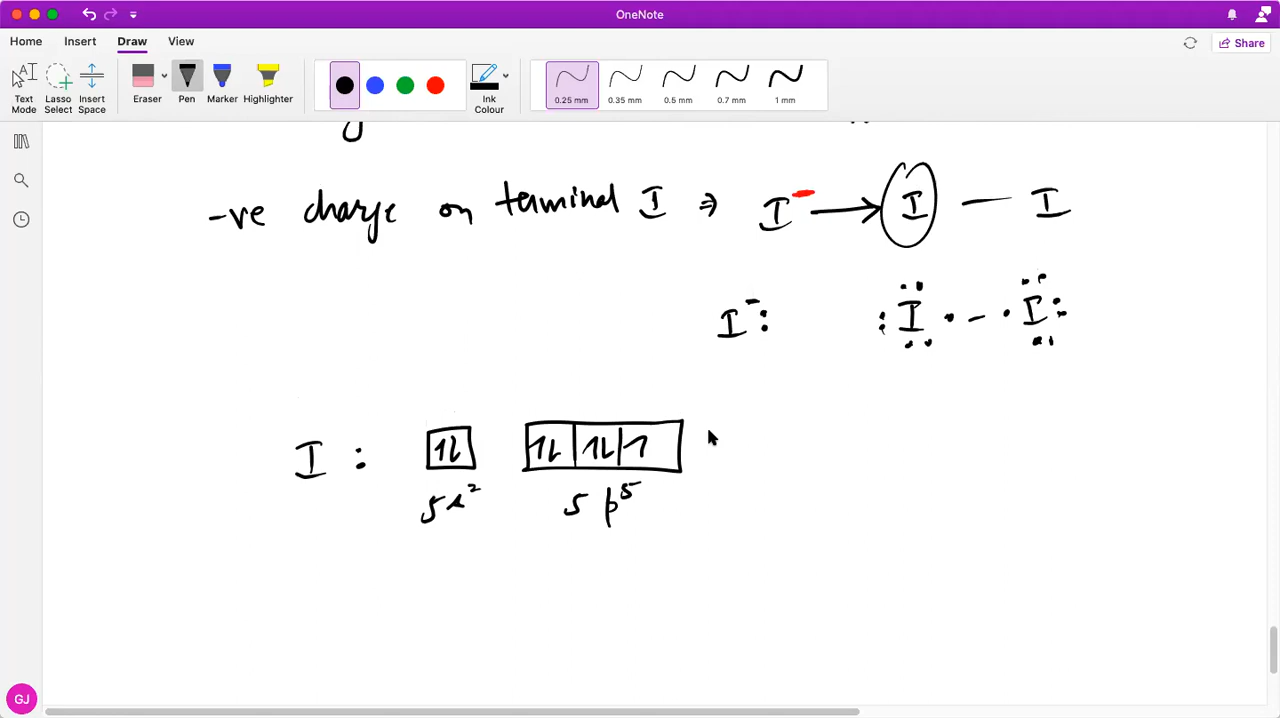 OneNote
Home Insert Draw View
Share
Text Mode
Lasso Select
Insert Space
Eraser
Pen
Marker
Highlighter
Ink Colour
0.25 mm
0.35 mm
0.5 mm
0.7 mm
1 mm
-ve charge on terminal I ⇒ I⁻ → I — I
I⁻: :I· - ·I:
I : 1l 1l 1l 1
5s² 5p⁵
GJ